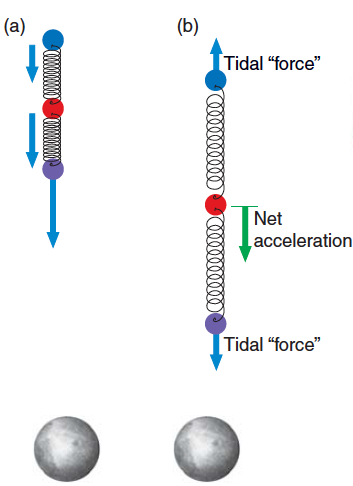 (a)
(b)
Tidal “force”
Net
acceleration
Tidal “force”